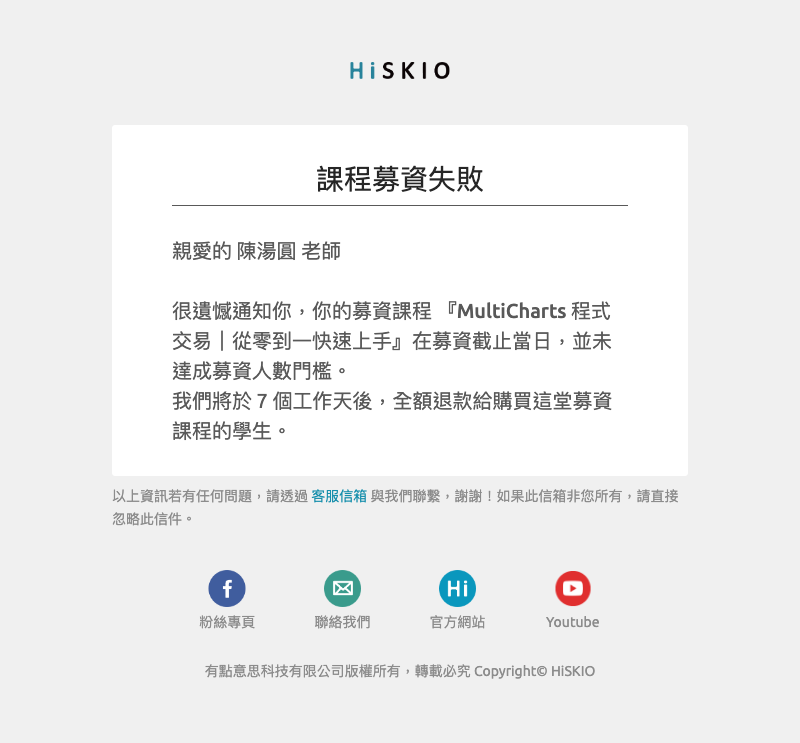 HiSKIO
課程募資失敗
親愛的 陳湯圓 老師
很遺憾通知你，你的募資課程 『MultiCharts 程式
交易｜從零到一快速上手』在募資截止當日，並未
達成募資人數門檻。
我們將於 7 個工作天後，全額退款給購買這堂募資
課程的學生。
以上資訊若有任何問題，請透過 客服信箱 與我們聯繫，謝謝！如果此信箱非您所有，請直接
忽略此信件。
f
Hi
粉絲專頁 聯絡我們 官方網站 Youtube
有點意思科技有限公司版權所有，轉載必究 Copyright© HiSKIO